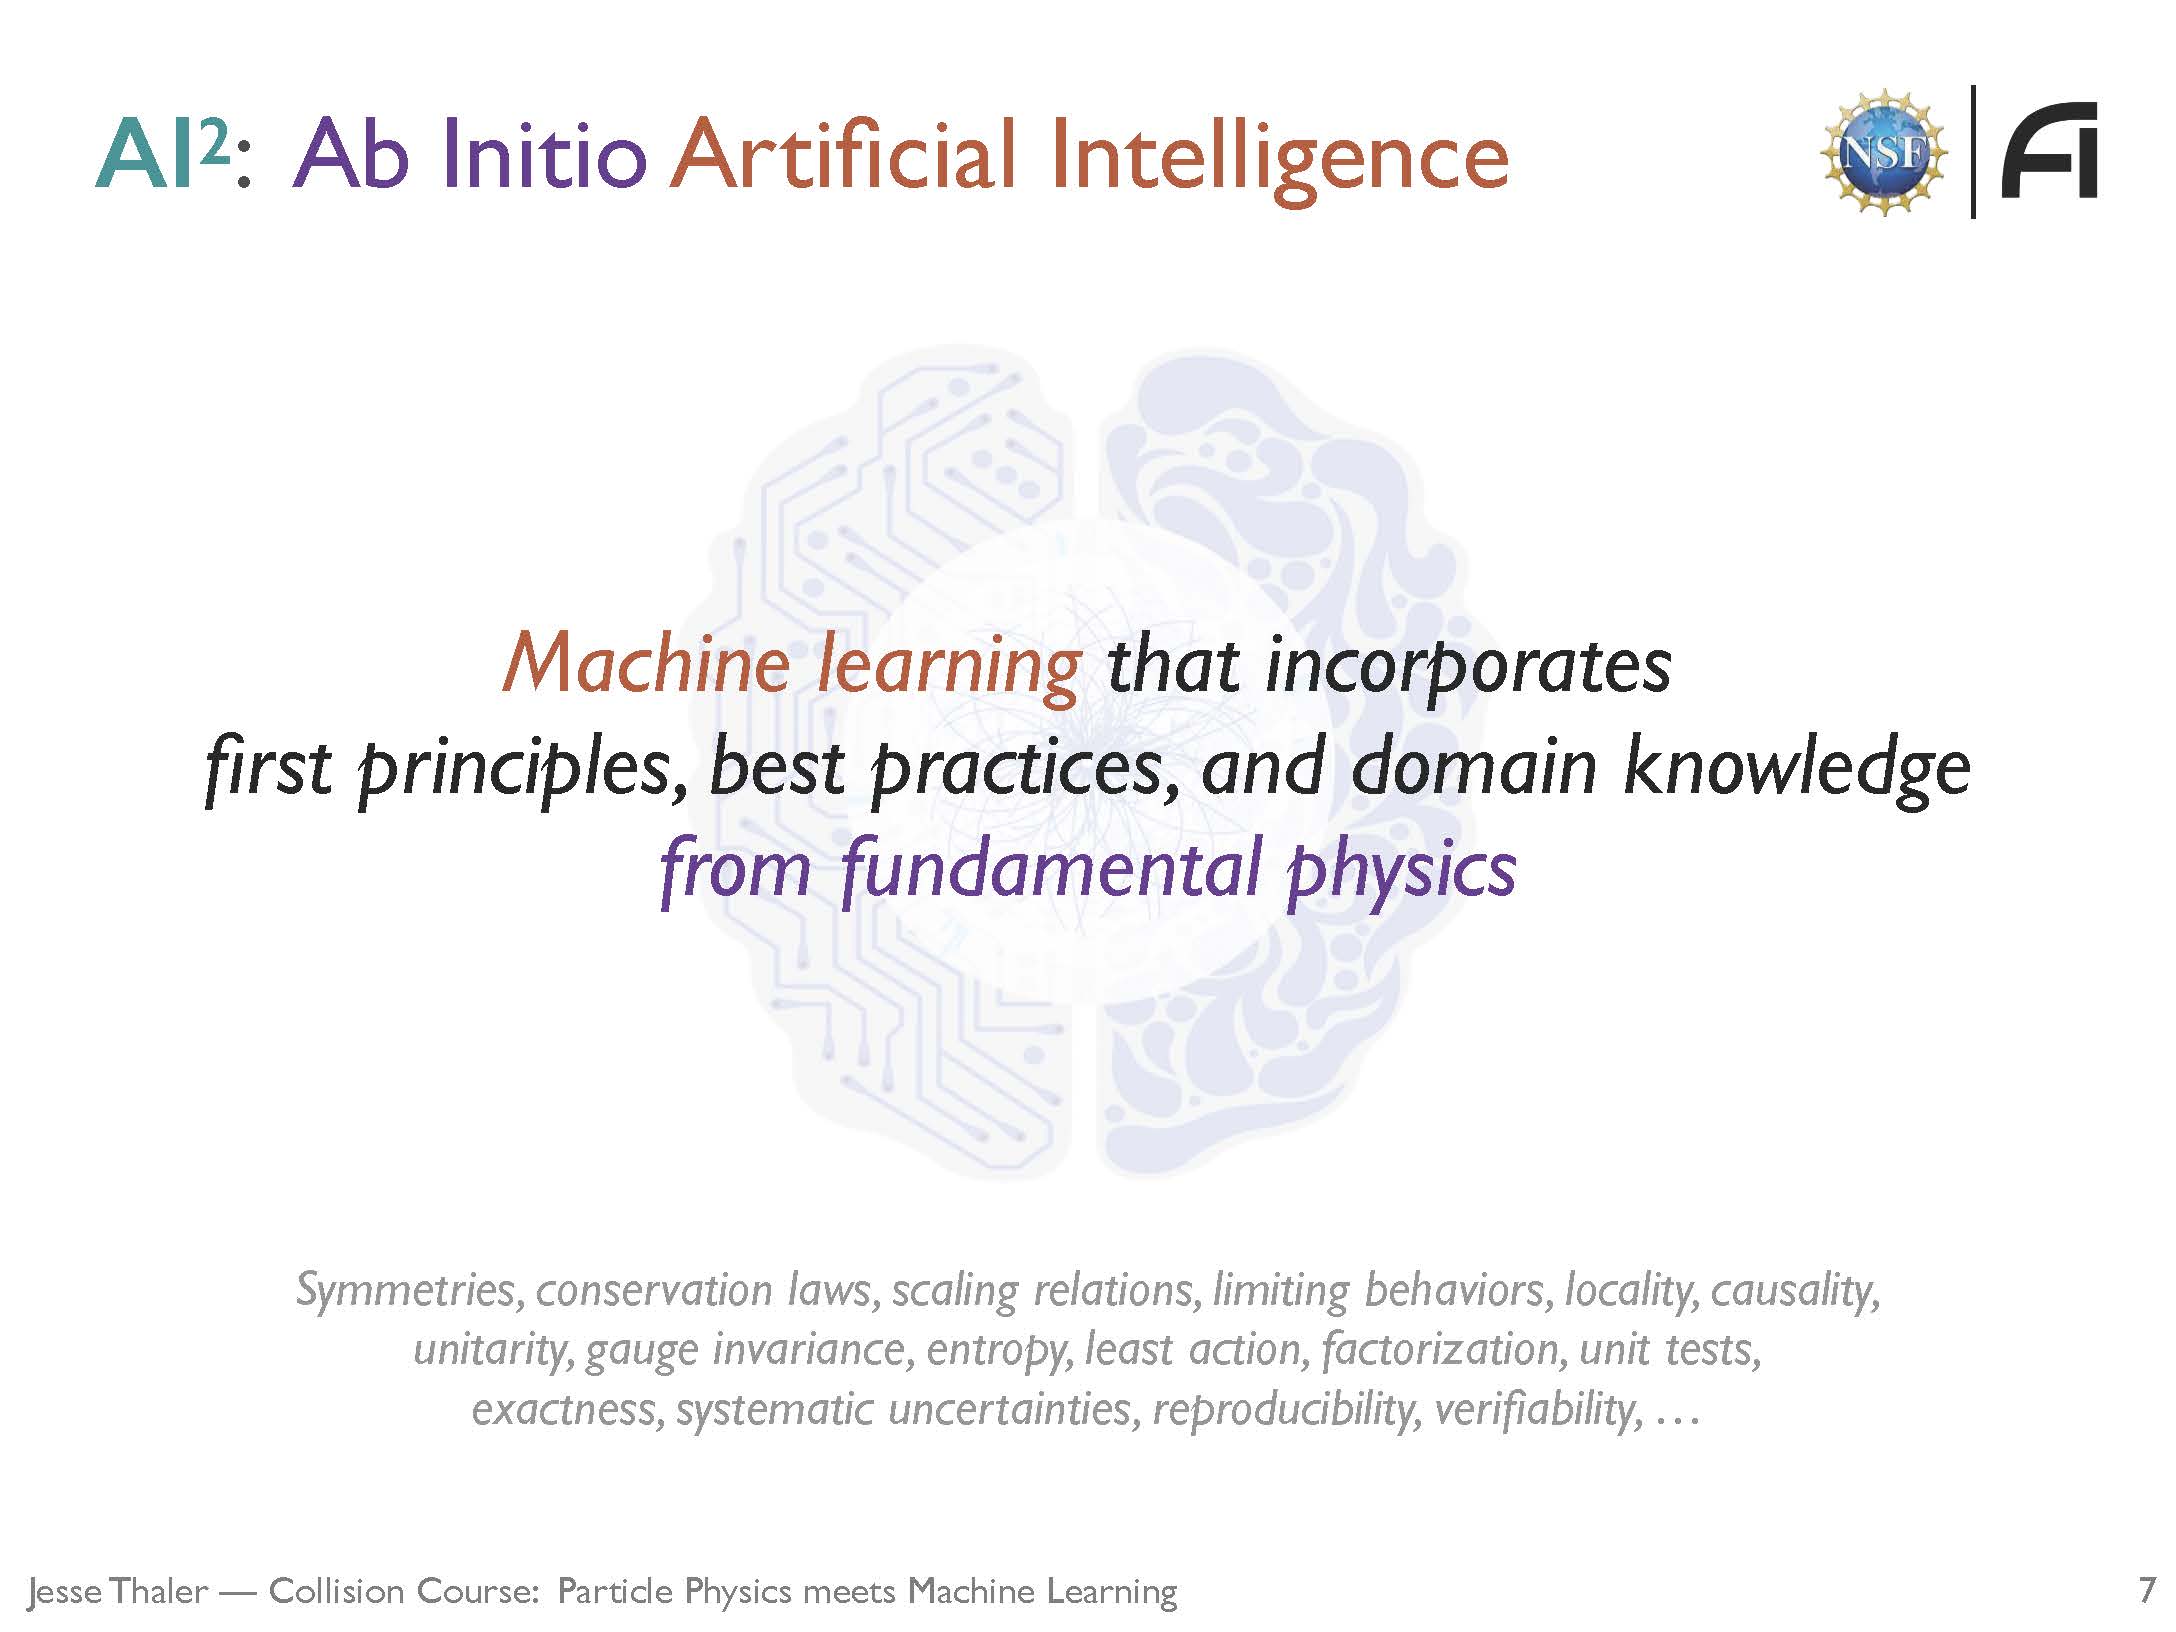 AI²: Ab Initio Artificial Intelligence
NSF
Machine learning that incorporates
first principles, best practices, and domain knowledge
from fundamental physics
Symmetries, conservation laws, scaling relations, limiting behaviors, locality, causality,
unitarity, gauge invariance, entropy, least action, factorization, unit tests,
exactness, systematic uncertainties, reproducibility, verifiability, …
Jesse Thaler — Collision Course: Particle Physics meets Machine Learning
7